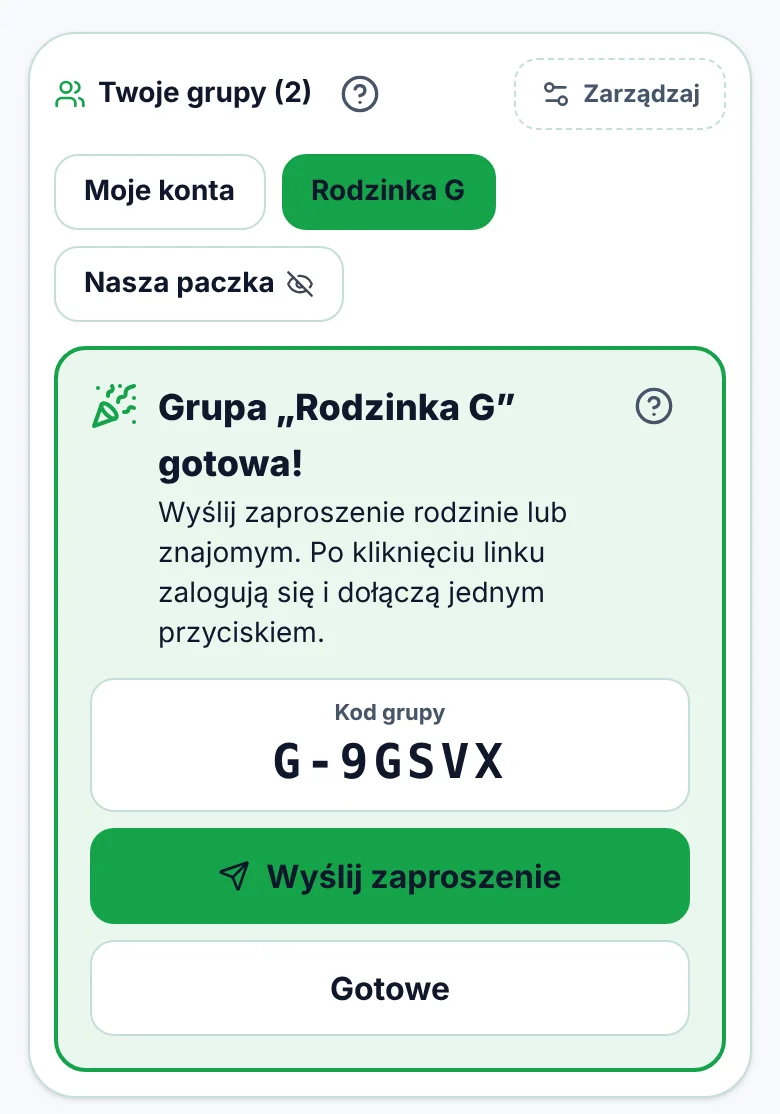 Twoje grupy (2)
Zarządzaj
Moje konta
Rodzinka G
Nasza paczka
Grupa „Rodzinka G”
gotowa!
Wyślij zaproszenie rodzinie lub
znajomym. Po kliknięciu linku
zalogują się i dołączą jednym
przyciskiem.
Kod grupy
G-9GSVX
Wyślij zaproszenie
Gotowe